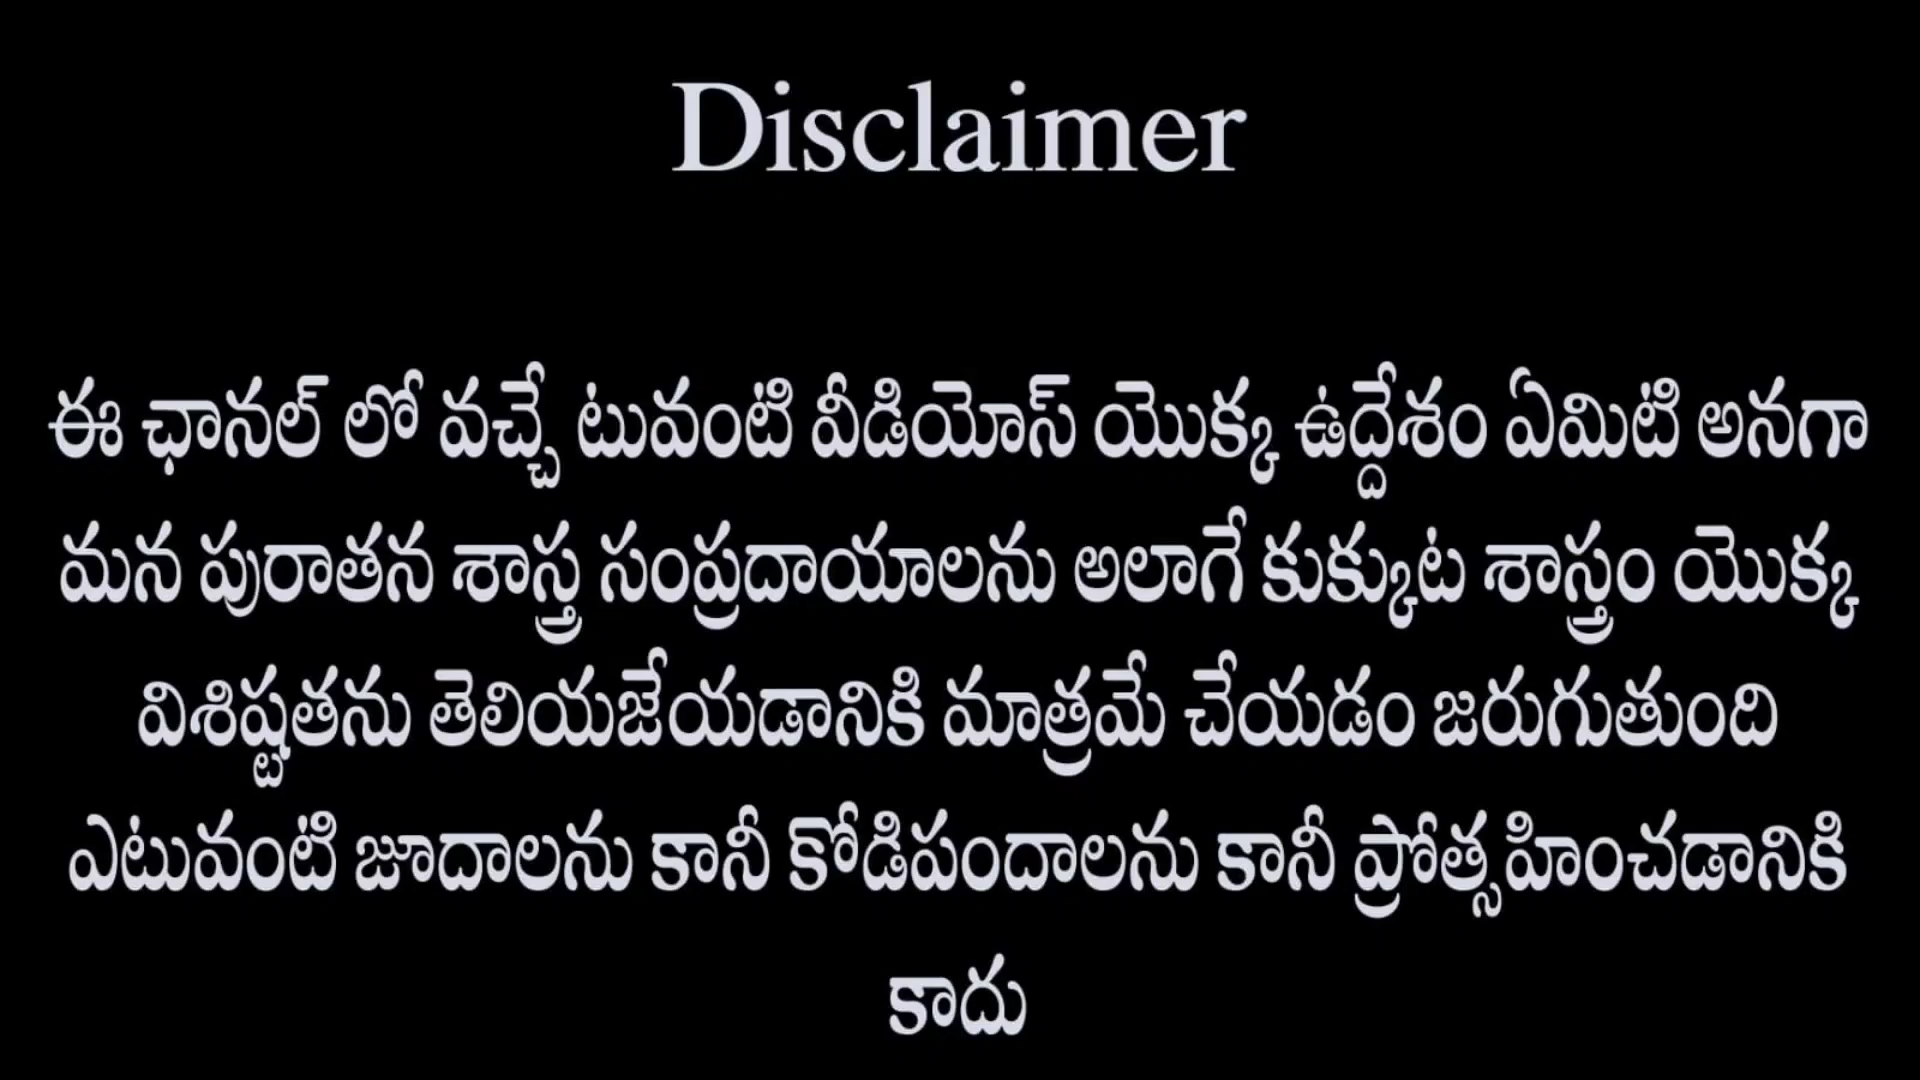 Disclaimer
ఈ ఛానల్ లో వచ్చే టువంటి వీడియోస్ యొక్క ఉద్దేశం ఏమిటి అనగా
మన పురాతన శాస్త్ర సంప్రదాయాలను అలాగే కుక్కుట శాస్త్రం యొక్క
విశిష్టతను తెలియజేయడానికి మాత్రమే చేయడం జరుగుతుంది
ఎటువంటి జూదాలను కానీ కోడిపందాలను కానీ ప్రోత్సహించడానికి
కాదు